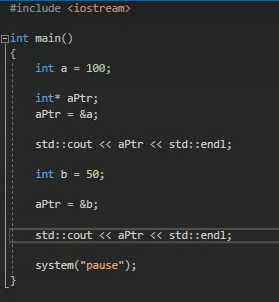 #include <iostream>
int main()
{
int a = 100;
int* aPtr;
aPtr = &a;
std::cout << aPtr << std::endl;
int b = 50;
aPtr = &b;
std::cout << aPtr << std::endl;
system("pause");
}